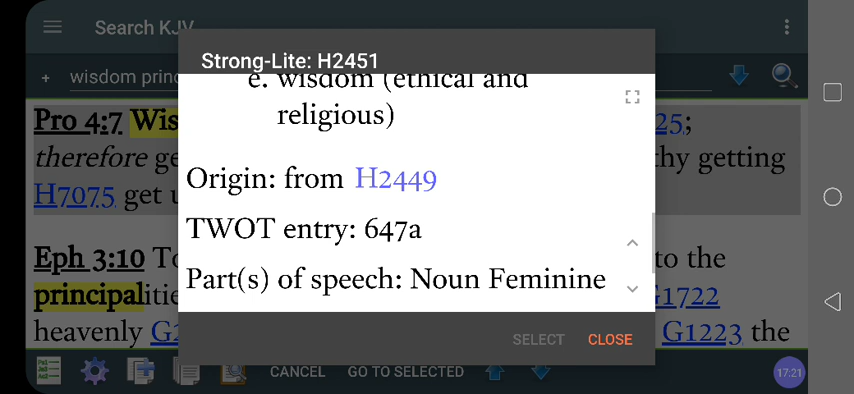 Search KJV
Strong-Lite: H2451
+ wisdom princ
e. wisdom (ethical and
religious)
Pro 4:7 Wis 25;
therefore ge thy getting
Origin: from H2449
H7075 get u
TWOT entry: 647a
Eph 3:10 To to the
principalitie G1722
Part(s) of speech: Noun Feminine
heavenly G2 G1223 the
SELECT CLOSE
CANCEL GO TO SELECTED
17:21